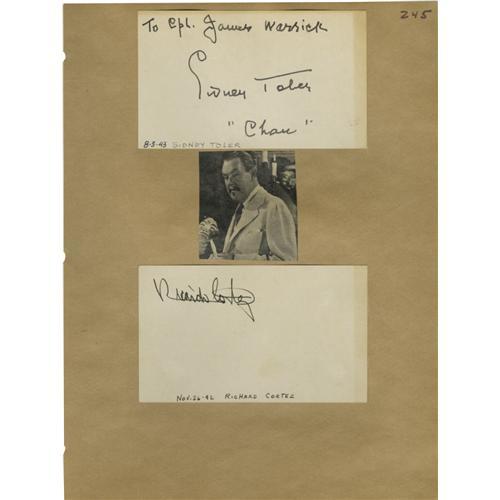 245
To Cpl. James Warsick
Sidney Toler
"Chan"
8-3-43 SIDNEY TOLER
Ricardo Cortez
NOV. 26-42 RICHARD CORTEZ